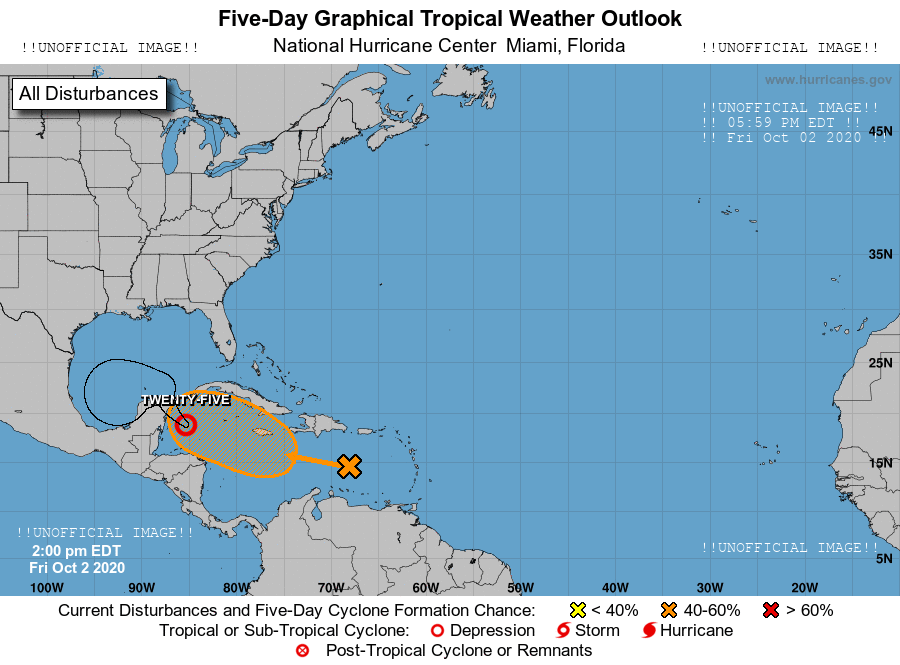 Five-Day Graphical Tropical Weather Outlook
!!UNOFFICIAL IMAGE!! National Hurricane Center Miami, Florida !!UNOFFICIAL IMAGE!!
www.hurricanes.gov
All Disturbances
!!UNOFFICIAL IMAGE!!
!! 05:59 PM EDT !!
!! Fri Oct 02 2020 !!
45N
35N
25N
TWENTY-FIVE
15N
!!UNOFFICIAL IMAGE!!
2:00 pm EDT
Fri Oct 2 2020
!!UNOFFICIAL IMAGE!!
5N
100W 90W 80W 70W 60W 50W 40W 30W 20W
Current Disturbances and Five-Day Cyclone Formation Chance: < 40% 40-60% > 60%
Tropical or Sub-Tropical Cyclone: Depression Storm Hurricane
Post-Tropical Cyclone or Remnants